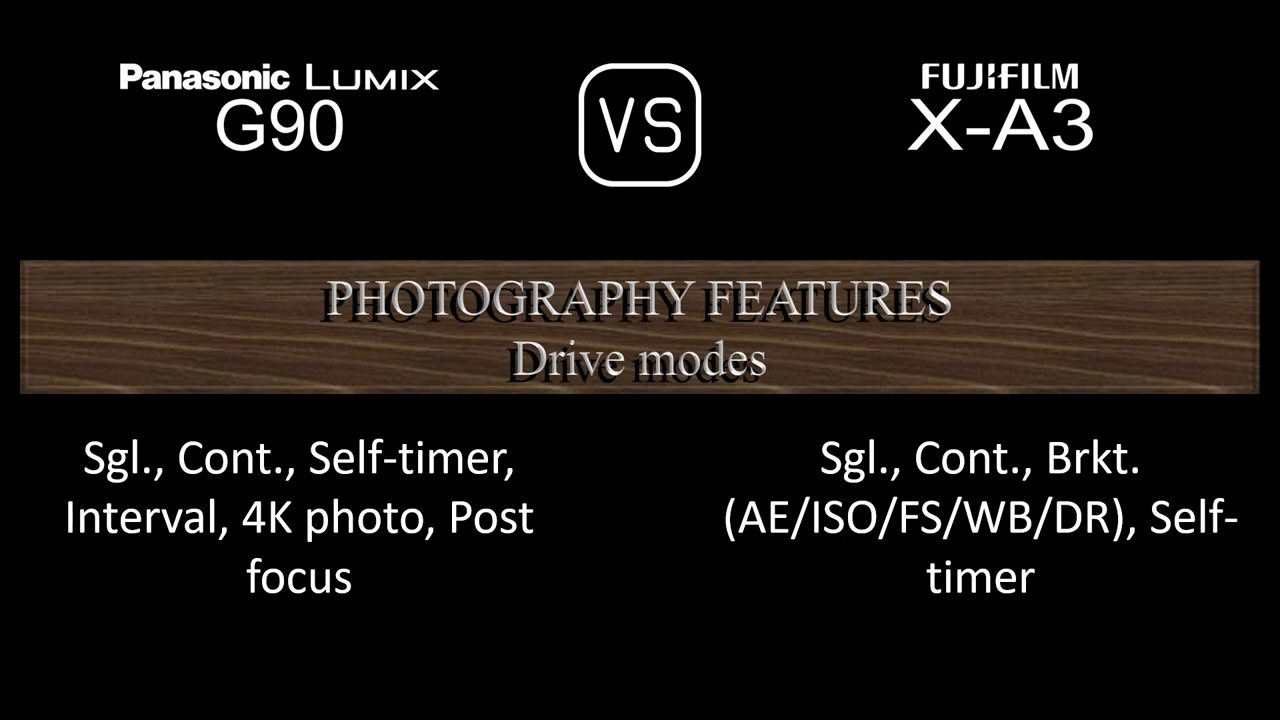 Panasonic LUMIX
G90
VS
FUJIFILM
X-A3
PHOTOGRAPHY FEATURES
Drive modes
Sgl., Cont., Self-timer,
Interval, 4K photo, Post
focus
Sgl., Cont., Brkt.
(AE/ISO/FS/WB/DR), Self-
timer